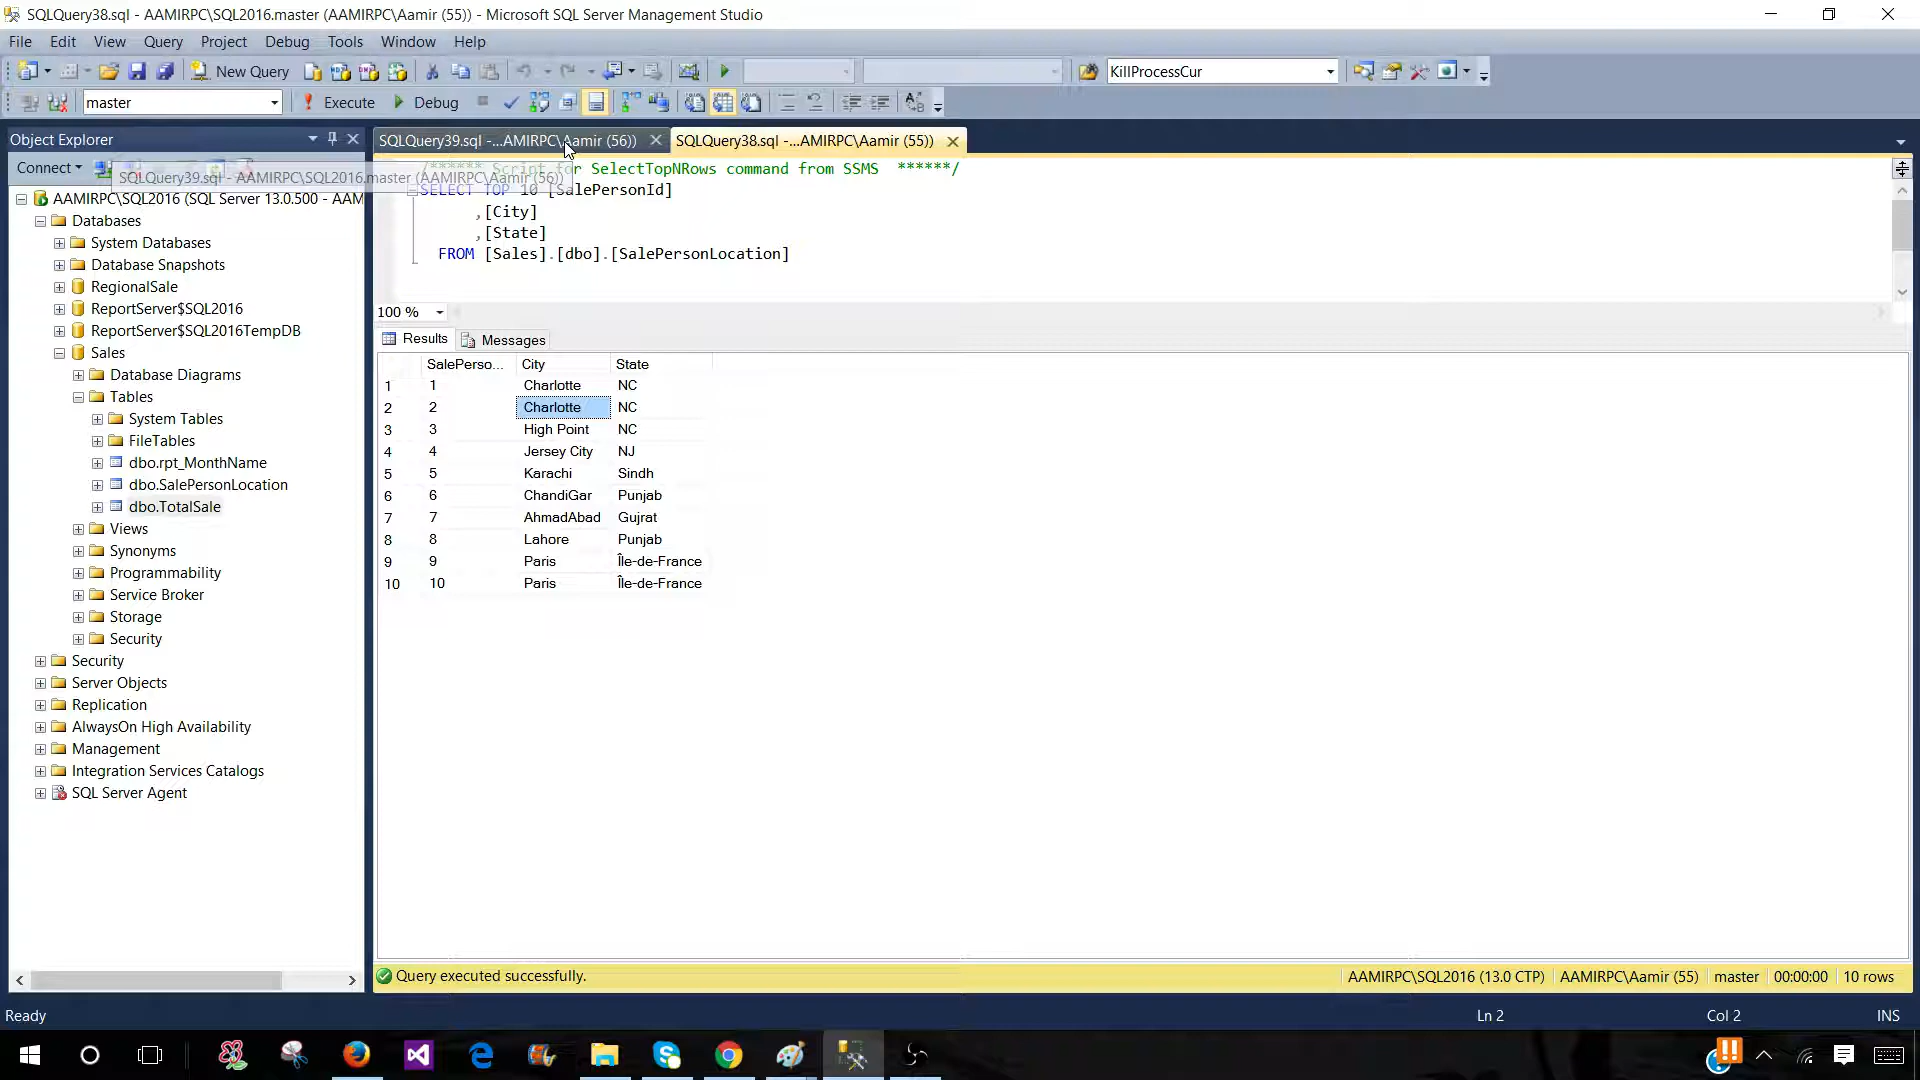 SQLQuery38.sql - AAMIRPC\SQL2016.master (AAMIRPC\Aamir (55)) - Microsoft SQL Server Management Studio
File Edit View Query Project Debug Tools Window Help
New Query KillProcessCur
master Execute Debug
Object Explorer
SQLQuery39.sql -...AMIRPC\Aamir (56))
SQLQuery38.sql -...AMIRPC\Aamir (55))
Connect
SQLQuery39.sql - AAMIRPC\SQL2016.master (AAMIRPC\Aamir (56))
AAMIRPC\SQL2016 (SQL Server 13.0.500 - AAM
Databases
System Databases
Database Snapshots
RegionalSale
ReportServer$SQL2016
ReportServer$SQL2016TempDB
Sales
Database Diagrams
Tables
System Tables
FileTables
dbo.rpt_MonthName
dbo.SalePersonLocation
dbo.TotalSale
Views
Synonyms
Programmability
Service Broker
Storage
Security
Security
Server Objects
Replication
AlwaysOn High Availability
Management
Integration Services Catalogs
SQL Server Agent
/****** Script for SelectTopNRows command from SSMS ******/
SELECT TOP 10 [SalePersonId]
,[City]
,[State]
FROM [Sales].[dbo].[SalePersonLocation]
100 %
Results Messages
SalePerso... City State
1 1 Charlotte NC
2 2 Charlotte NC
3 3 High Point NC
4 4 Jersey City NJ
5 5 Karachi Sindh
6 6 ChandiGar Punjab
7 7 AhmadAbad Gujrat
8 8 Lahore Punjab
9 9 Paris Île-de-France
10 10 Paris Île-de-France
Query executed successfully. AAMIRPC\SQL2016 (13.0 CTP) AAMIRPC\Aamir (55) master 00:00:00 10 rows
Ready Ln 2 Col 2 INS